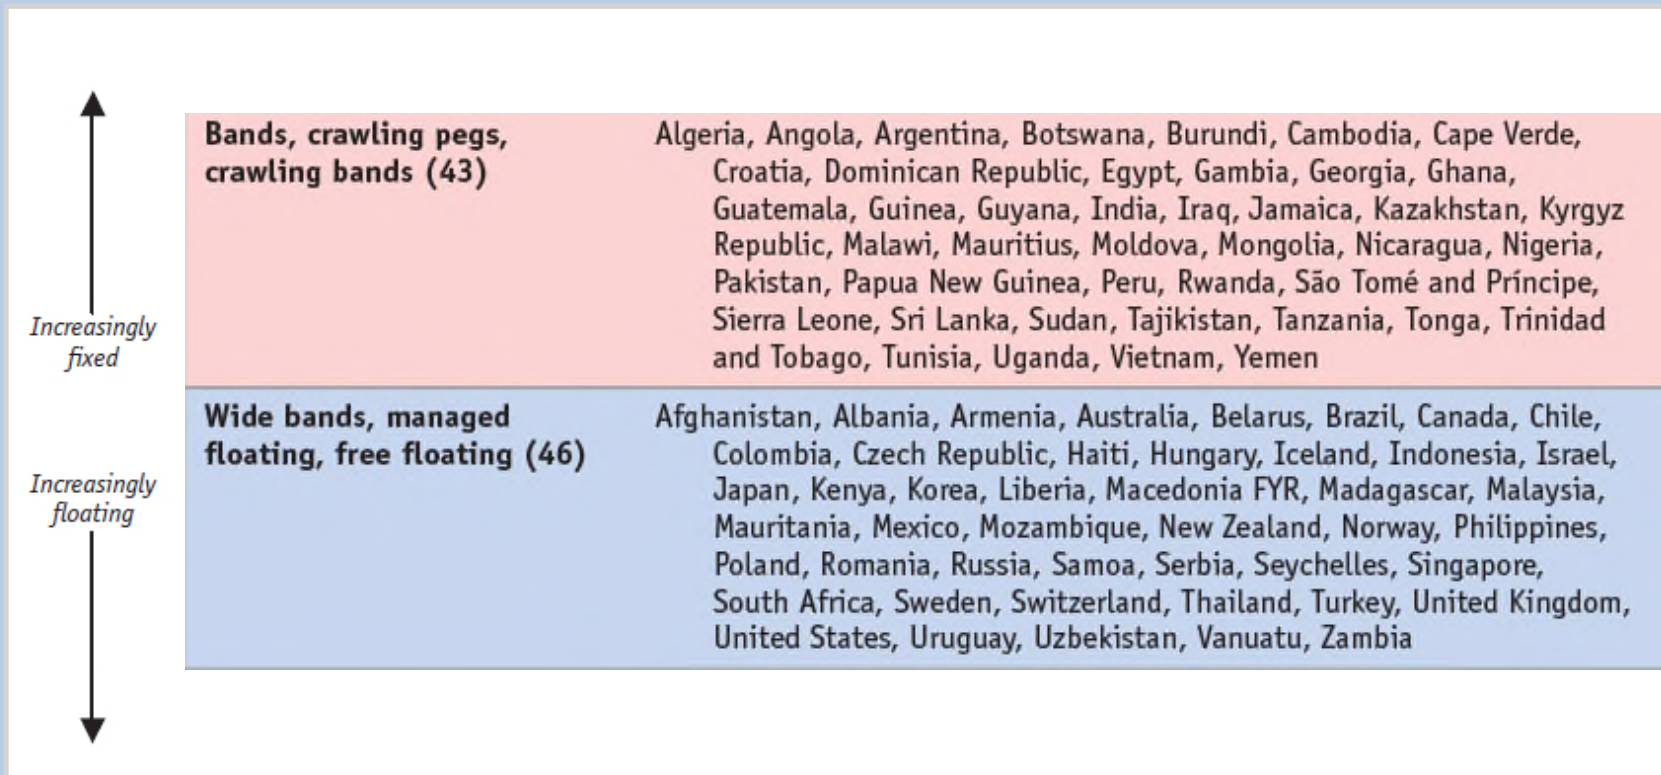 Increasingly
fixed
Increasingly
floating
Bands, crawling pegs,
crawling bands (43)
Algeria, Angola, Argentina, Botswana, Burundi, Cambodia, Cape Verde,
Croatia, Dominican Republic, Egypt, Gambia, Georgia, Ghana,
Guatemala, Guinea, Guyana, India, Iraq, Jamaica, Kazakhstan, Kyrgyz
Republic, Malawi, Mauritius, Moldova, Mongolia, Nicaragua, Nigeria,
Pakistan, Papua New Guinea, Peru, Rwanda, São Tomé and Príncipe,
Sierra Leone, Sri Lanka, Sudan, Tajikistan, Tanzania, Tonga, Trinidad
and Tobago, Tunisia, Uganda, Vietnam, Yemen
Wide bands, managed
floating, free floating (46)
Afghanistan, Albania, Armenia, Australia, Belarus, Brazil, Canada, Chile,
Colombia, Czech Republic, Haiti, Hungary, Iceland, Indonesia, Israel,
Japan, Kenya, Korea, Liberia, Macedonia FYR, Madagascar, Malaysia,
Mauritania, Mexico, Mozambique, New Zealand, Norway, Philippines,
Poland, Romania, Russia, Samoa, Serbia, Seychelles, Singapore,
South Africa, Sweden, Switzerland, Thailand, Turkey, United Kingdom,
United States, Uruguay, Uzbekistan, Vanuatu, Zambia